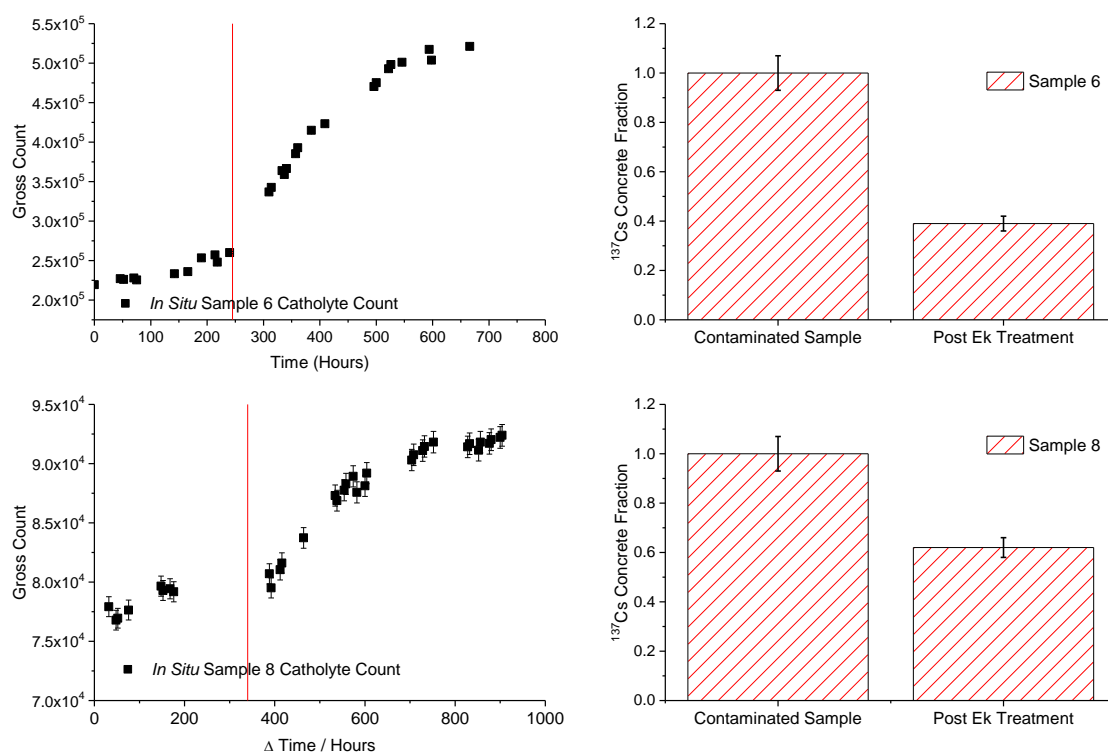 5.5x10⁵
5.0x10⁵
4.5x10⁵
4.0x10⁵
3.5x10⁵
3.0x10⁵
2.5x10⁵
2.0x10⁵
Gross Count
In Situ Sample 6 Catholyte Count
0 100 200 300 400 500 600 700 800
Time (Hours)
1.2
1.0
0.8
0.6
0.4
0.2
0.0
¹³⁷Cs Concrete Fraction
Sample 6
Contaminated Sample Post Ek Treatment
9.5x10⁴
9.0x10⁴
8.5x10⁴
8.0x10⁴
7.5x10⁴
7.0x10⁴
Gross Count
In Situ Sample 8 Catholyte Count
0 200 400 600 800 1000
Δ Time / Hours
1.2
1.0
0.8
0.6
0.4
0.2
0.0
¹³⁷Cs Concrete Fraction
Sample 8
Contaminated Sample Post Ek Treatment